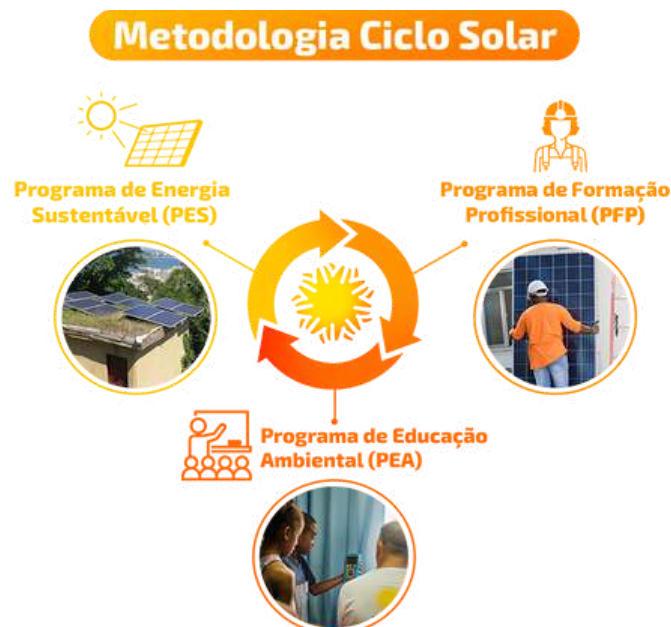 Metodologia Ciclo Solar
Programa de Energia
Sustentável (PES)
Programa de Formação
Profissional (PFP)
Programa de Educação
Ambiental (PEA)